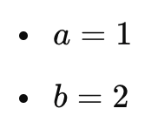 • a = 1
• b = 2